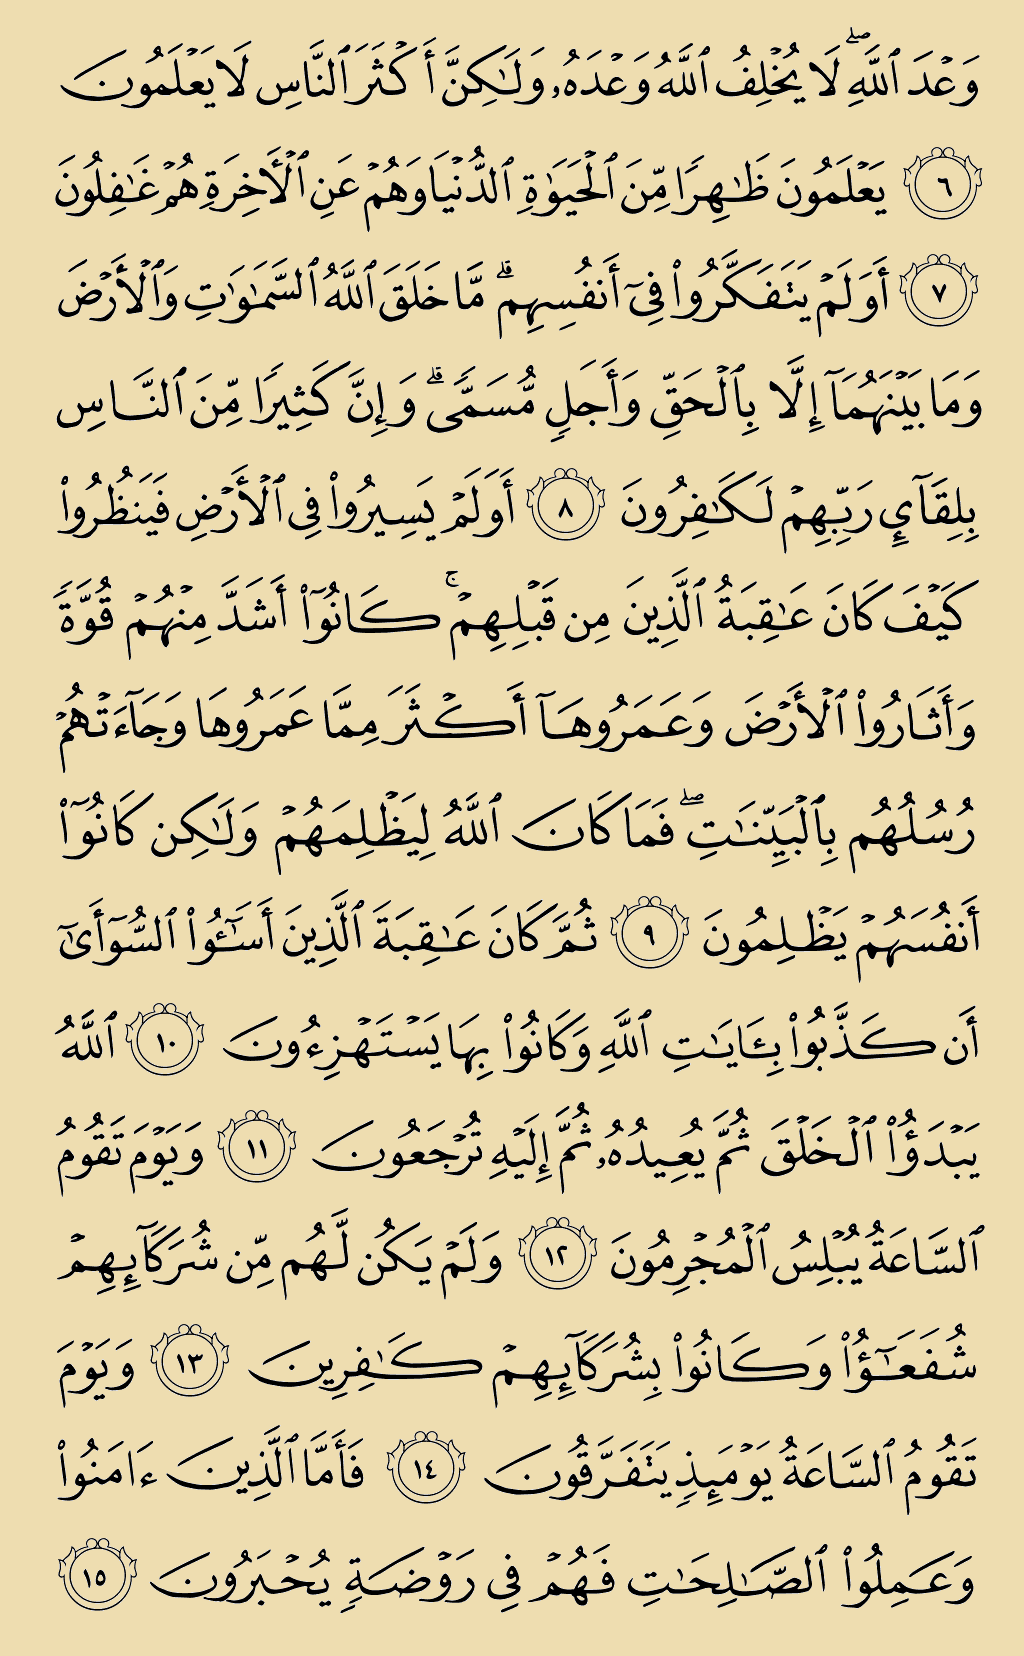 وَعْدَ ٱللَّهِ ۖ لَا يُخْلِفُ ٱللَّهُ وَعْدَهُۥ وَلَـٰكِنَّ أَكْثَرَ ٱلنَّاسِ لَا يَعْلَمُونَ
٦ يَعْلَمُونَ ظَـٰهِرًا مِّنَ ٱلْحَيَوٰةِ ٱلدُّنْيَا وَهُمْ عَنِ ٱلْأَخِرَةِ هُمْ غَـٰفِلُونَ
٧ أَوَلَمْ يَتَفَكَّرُوا۟ فِىٓ أَنفُسِهِم ۗ مَّا خَلَقَ ٱللَّهُ ٱلسَّمَـٰوَٰتِ وَٱلْأَرْضَ
وَمَا بَيْنَهُمَآ إِلَّا بِٱلْحَقِّ وَأَجَلٍ مُّسَمًّى ۗ وَإِنَّ كَثِيرًا مِّنَ ٱلنَّاسِ
بِلِقَآئِ رَبِّهِمْ لَكَـٰفِرُونَ ٨ أَوَلَمْ يَسِيرُوا۟ فِى ٱلْأَرْضِ فَيَنظُرُوا۟
كَيْفَ كَانَ عَـٰقِبَةُ ٱلَّذِينَ مِن قَبْلِهِمْ ۚ كَانُوٓا۟ أَشَدَّ مِنْهُمْ قُوَّةً
وَأَثَارُوا۟ ٱلْأَرْضَ وَعَمَرُوهَآ أَكْثَرَ مِمَّا عَمَرُوهَا وَجَآءَتْهُمْ
رُسُلُهُم بِٱلْبَيِّنَـٰتِ ۖ فَمَا كَانَ ٱللَّهُ لِيَظْلِمَهُمْ وَلَـٰكِن كَانُوٓا۟
أَنفُسَهُمْ يَظْلِمُونَ ٩ ثُمَّ كَانَ عَـٰقِبَةَ ٱلَّذِينَ أَسَـٰٓـُٔوا۟ ٱلسُّوٓأَىٰٓ
أَن كَذَّبُوا۟ بِـَٔايَـٰتِ ٱللَّهِ وَكَانُوا۟ بِهَا يَسْتَهْزِءُونَ ١٠ ٱللَّهُ
يَبْدَؤُا۟ ٱلْخَلْقَ ثُمَّ يُعِيدُهُۥ ثُمَّ إِلَيْهِ تُرْجَعُونَ ١١ وَيَوْمَ تَقُومُ
ٱلسَّاعَةُ يُبْلِسُ ٱلْمُجْرِمُونَ ١٢ وَلَمْ يَكُن لَّهُم مِّن شُرَكَآئِهِمْ
شُفَعَـٰٓؤُا۟ وَكَانُوا۟ بِشُرَكَآئِهِمْ كَـٰفِرِينَ ١٣ وَيَوْمَ
تَقُومُ ٱلسَّاعَةُ يَوْمَئِذٍ يَتَفَرَّقُونَ ١٤ فَأَمَّا ٱلَّذِينَ ءَامَنُوا۟
وَعَمِلُوا۟ ٱلصَّـٰلِحَـٰتِ فَهُمْ فِى رَوْضَةٍ يُحْبَرُونَ ١٥